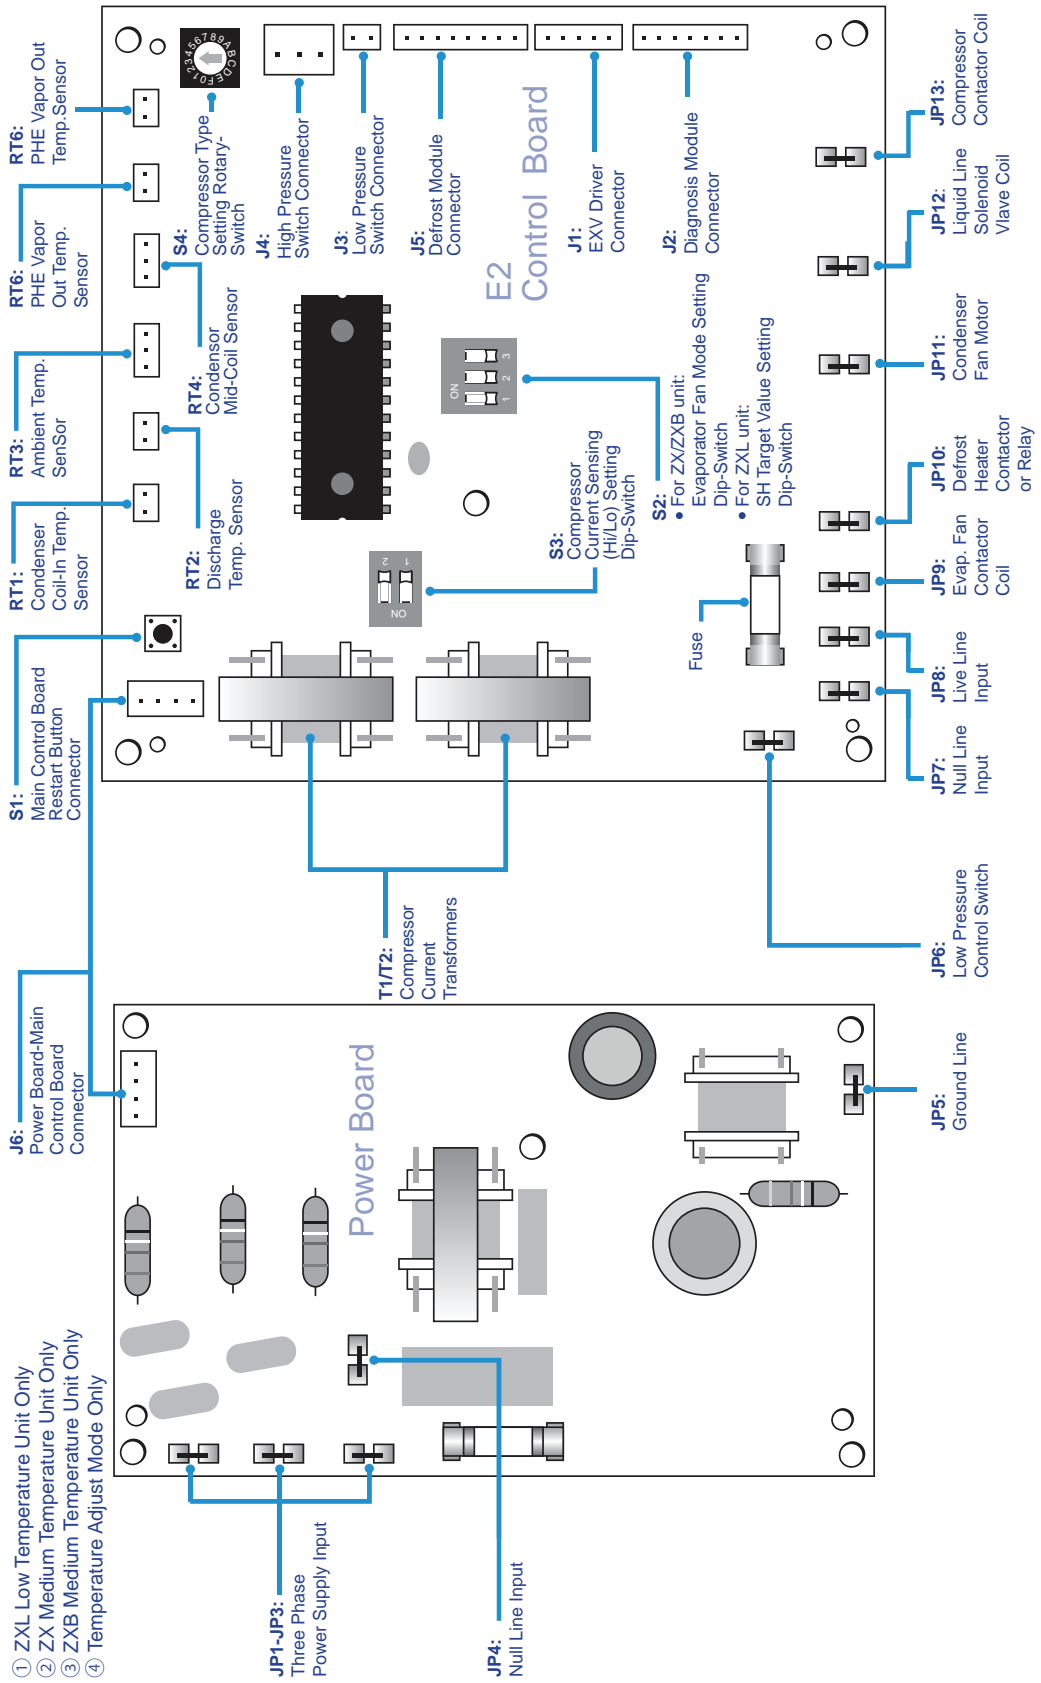 ① ZXL Low Temperature Unit Only
② ZX Medium Temperature Unit Only
③ ZXB Medium Temperature Unit Only
④ Temperature Adjust Mode Only
J6:
Power Board-Main
Control Board
Connector
S1:
Main Control Board
Restart Button
Connector
RT1:
Condenser
Coil-In Temp.
Sensor
RT3:
Ambient Temp.
SenSor
RT6:
PHE Vapor
Out Temp.
Sensor
RT6:
PHE Vapor Out
Temp.Sensor
RT2:
Discharge
Temp. Sensor
RT4:
Condensor
Mid-Coil Sensor
S4:
Compressor Type
Setting Rotary-
Switch
0123456789ABCDEF
J4:
High Pressure
Switch Connector
J3:
Low Pressure
Switch Connector
J5:
Defrost Module
Connector
J1:
EXV Driver
Connector
J2:
Diagnosis Module
Connector
E2
Control Board
ON
1 2
ON
1 2 3
S3:
Compressor
Current Sensing
(Hi/Lo) Setting
Dip-Switch
S2:
• For ZX/ZXB unit:
Evaporator Fan Mode Setting
Dip-Switch
• For ZXL unit:
SH Target Value Setting
Dip-Switch
Fuse
T1/T2:
Compressor
Current
Transformers
Power Board
JP1-JP3:
Three Phase
Power Supply Input
JP4:
Null Line Input
JP5:
Ground Line
JP6:
Low Pressure
Control Switch
JP7:
Null Line
Input
JP8:
Live Line
Input
JP9:
Evap. Fan
Contactor
Coil
JP10:
Defrost
Heater
Contactor
or Relay
JP11:
Condenser
Fan Motor
JP12:
Liquid Line
Solenoid
Vlave Coil
JP13:
Compressor
Contactor Coil